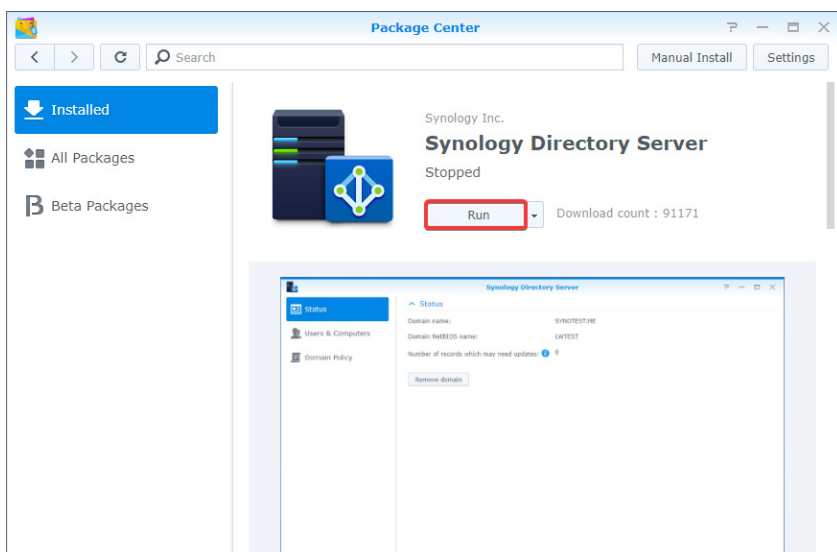 Package Center
Search
Manual Install
Settings
Installed
All Packages
Beta Packages
Synology Inc.
Synology Directory Server
Stopped
Run
Download count : 91171
Synology Directory Server
Status
Users & Computers
Domain Policy
Status
Domain name: SYNOTEST.ME
Domain NetBIOS name: LWTEST
Number of records which may need updates: 0
Remove domain